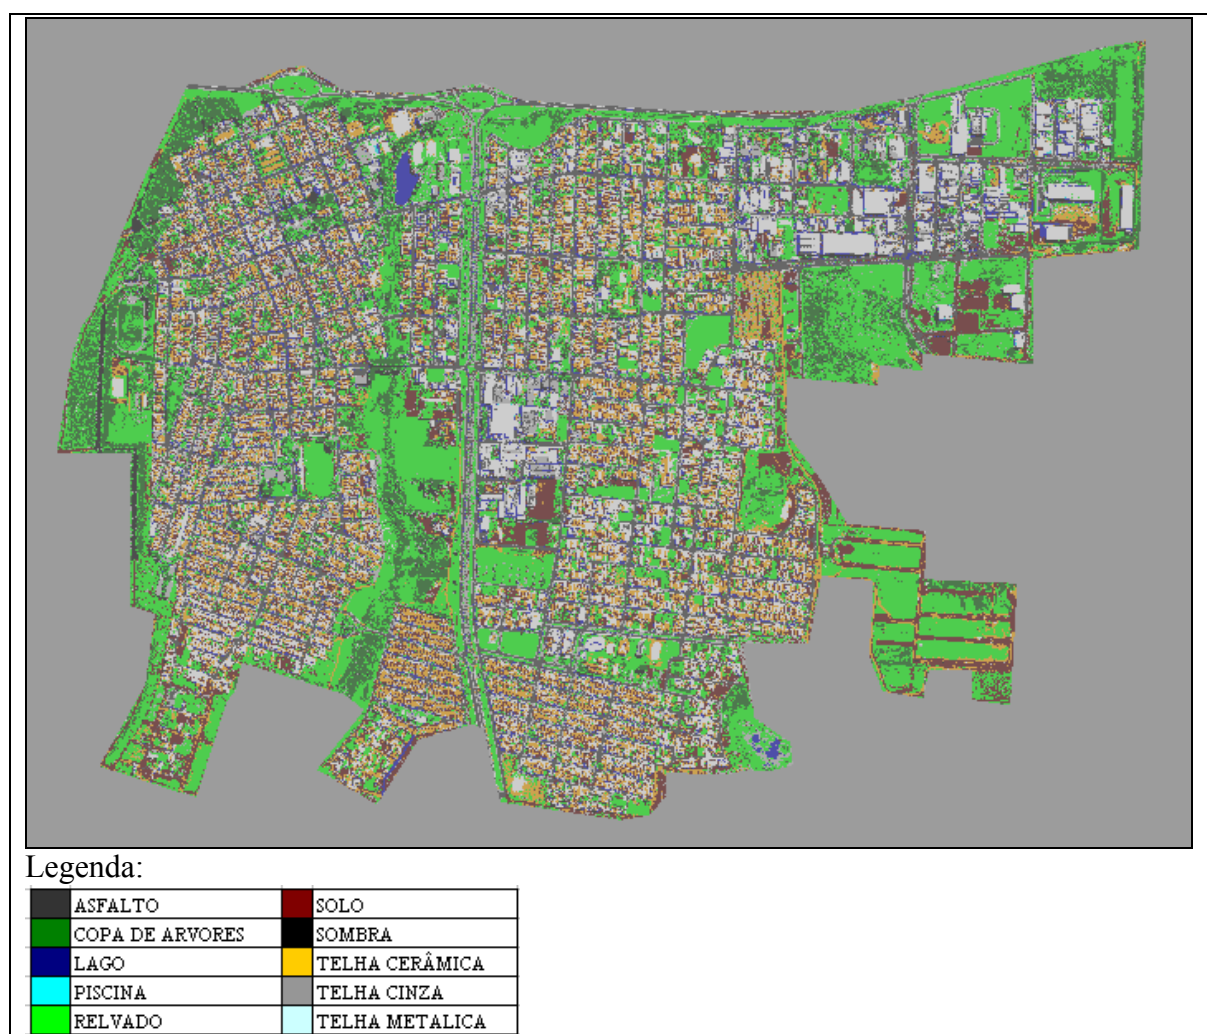 Legenda:
ASFALTO SOLO
COPA DE ARVORES SOMBRA
LAGO TELHA CERÂMICA
PISCINA TELHA CINZA
RELVADO TELHA METALICA